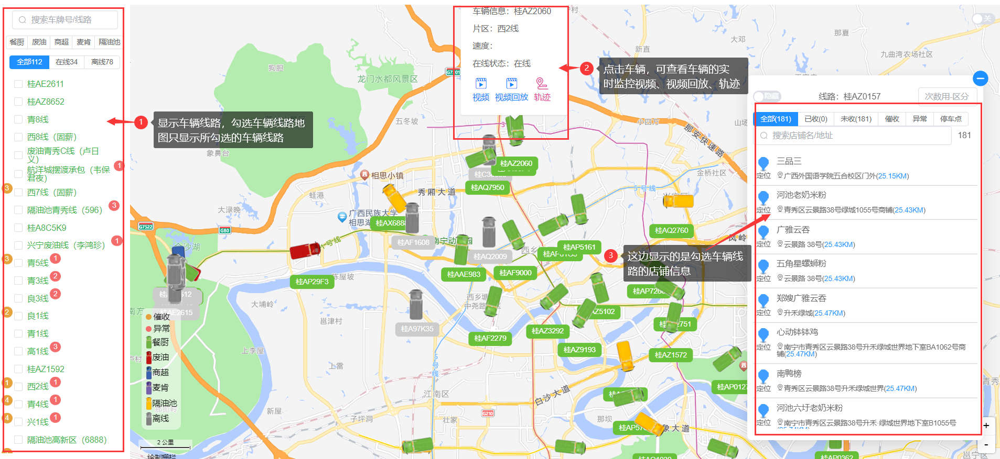 搜索车牌号/线路
餐厨 废油 商超 麦肯 隔油池
全部112 在线34 离线78
桂AE2611
桂AZ8652
青8线
西8线（固薪）
废油青秀C线（卢日
义）
航洋城摆渡承包（韦保
君夜）
1
3
西7线（固薪）
隔油池青秀线（596）
3
桂A8C5K9
兴宁废油线（李鸿珍）
1
3
青5线
1
青3线
2
良3线
2
2
良1线
青1线
高1线
3
桂AZ1592
1
西2线
1
4
青4线
1
4
兴1线
1
隔油池高新区（6888）
1
显示车辆线路，勾选车辆线路地
图只显示所勾选的车辆线路
车辆信息：桂AZ2060
片区：西2线
速度：
在线状态：在线
视频 视频回放 轨迹
2
点击车辆，可查看车辆的实
时监控视频、视频回放、轨迹
3
这边显示的是勾选车辆线
路的店铺信息
关
隐藏
线路：桂AZ0157
次数用-区分
全部(181) 已收(0) 未收(181) 催收 异常 停车点
搜索店铺名/地址
181
三品三
定位
广西外国语学院五合校区门外(25.15KM)
河池老奶米粉
定位
青秀区云景路38号绿城1055号商铺(25.43KM)
广雅云吞
定位
云景路 38号(25.43KM)
五角星螺蛳粉
定位
云景路 38号(25.43KM)
郑嫂广雅云吞
定位
升禾绿城(25.47KM)
心动钵钵鸡
定位
南宁市青秀区云景路38号升禾绿城世界地下室BA1062号商
铺(25.47KM)
南鸭榜
定位
青秀区云景路38号升禾绿城世界(25.47KM)
河池六圩老奶米粉
定位
南宁市青秀区云景路38号升禾·绿城世界地下室B1055号
+
-
狗胆
龙门水都风景区
G7201
五冬坡
象鼻台
相思小镇
秀厢大道
蛙港
大渌晚
广西民族大学
相思湖
G7522
G80
1号线
陈屋坡
大埔岭
邕津村
上李屋
上雷
5号线
江南区
新屋
子坪洞
壮家
G210
白沙大道
那坝
象大道
西乡塘
中尧路
南方
卢村
3
小四方
那安快速路
山场
金桥社区
5号线
凤岭
大邓
新直
那夏
九曲湾农场社区
青秀
邕宁区
桂AZ2060
桂AQ7950
桂AX6888
桂AF1608
桂AQ2009
桂AAE983
桂AF9000
桂AP5161
桂AQ2760
桂AP29F3
桂AE2615
桂A97K35
桂AF2279
桂AZ3292
桂AZ9193
桂AZ1572
桂AP0127
桂AP0362
催收
异常
餐厨
废油
商超
麦肯
隔油池
离线
2 公里
绘制栅栏